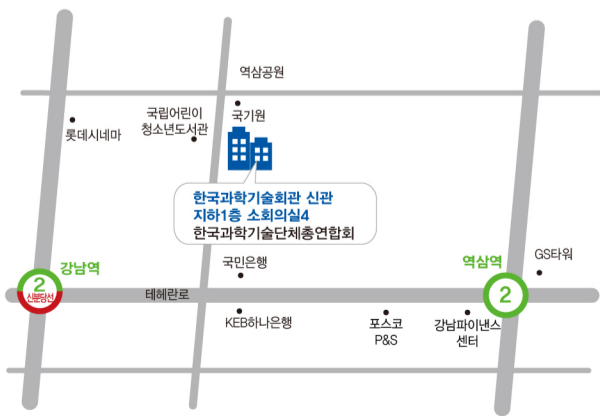 역삼공원
국기원
국립어린이
청소년도서관
롯데시네마
한국과학기술회관 신관
지하1층 소회의실4
한국과학기술단체총연합회
강남역
2
신분당선
국민은행
테헤란로
KEB하나은행
역삼역
2
GS타워
포스코
P&S
강남파이낸스
센터